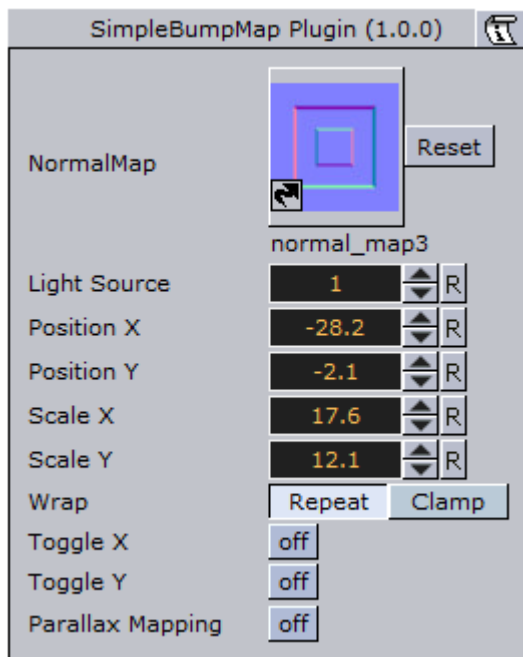 SimpleBumpMap Plugin (1.0.0)
NormalMap
Reset
normal_map3
Light Source 1 R
Position X -28.2 R
Position Y -2.1 R
Scale X 17.6 R
Scale Y 12.1 R
Wrap Repeat Clamp
Toggle X off
Toggle Y off
Parallax Mapping off